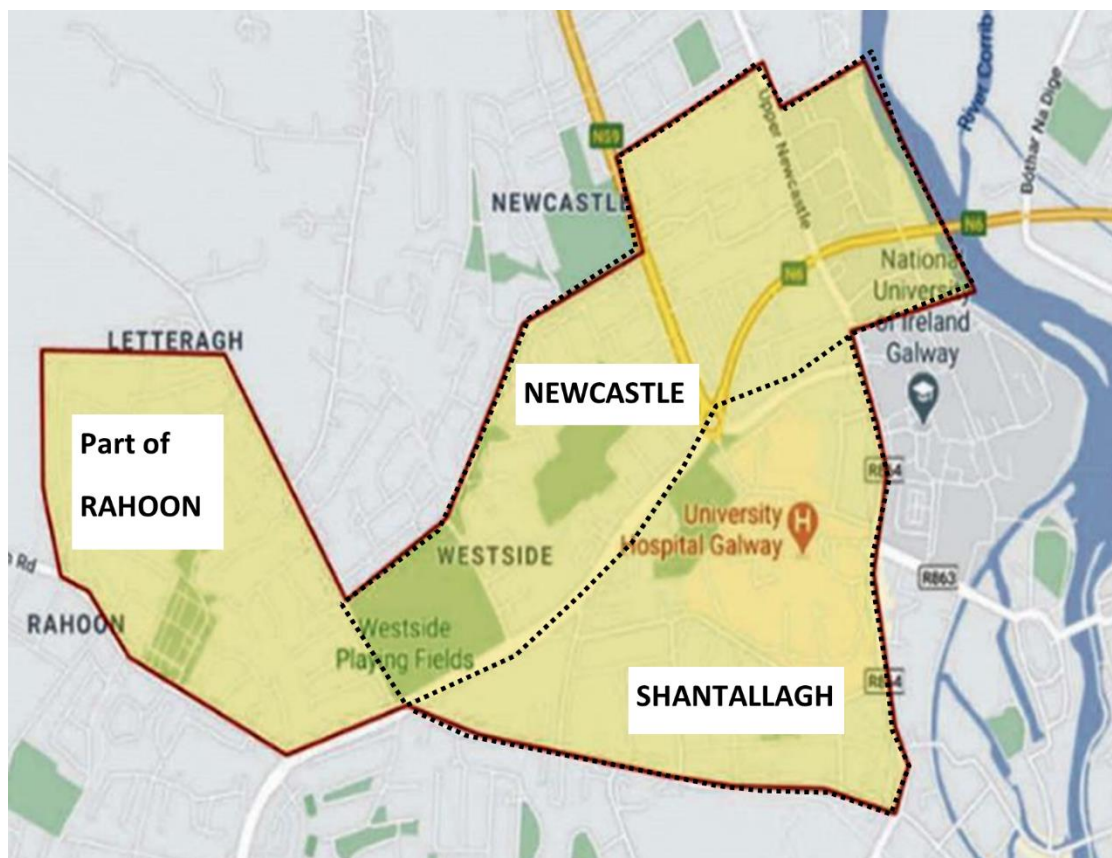 N59
Upper Newcastle
River Corrib
Bóthar Na Dige
NEWCASTLE
N6
N6
National
University
of Ireland
Galway
LETTERAGH
NEWCASTLE
Part of
RAHOON
R864
University
Hospital Galway
H
WESTSIDE
R863
Rd
RAHOON
Westside
Playing Fields
SHANTALLAGH
R864